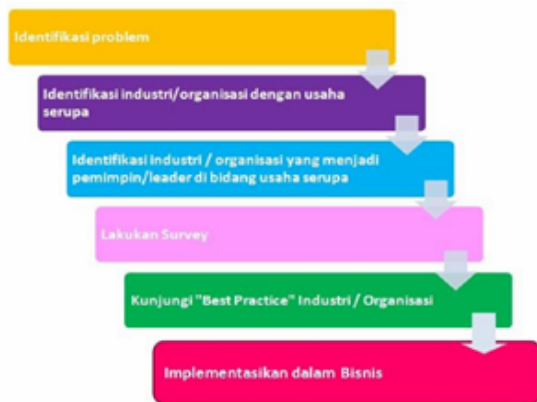 Identifikasi problem
Identifikasi industri/organisasi dengan usaha
serupa
Identifikasi industri / organisasi yang menjadi
pemimpin/leader di bidang usaha serupa
Lakukan Survey
Kunjungi "Best Practice" Industri / Organisasi
Implementasikan dalam Bisnis